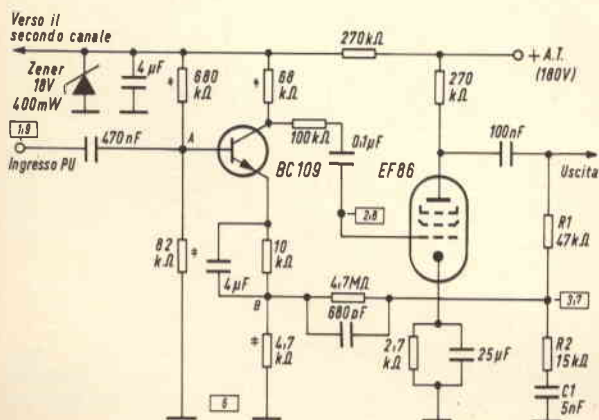 Verso il
secondo canale
270kΩ
+ A.T.
(180V)
Zener
18V
400mW
4µF
*
680
kΩ
*
68
kΩ
270
kΩ
1,9
470nF
A
100kΩ
0,1µF
EF86
100nF
Ingresso PU
BC109
Uscita
2,8
R1
47kΩ
82
kΩ
*
4µF
10
kΩ
4,7MΩ
B
680pF
3,7
*
4,7
kΩ
2,7
kΩ
25µF
R2
15kΩ
C1
5nF
6